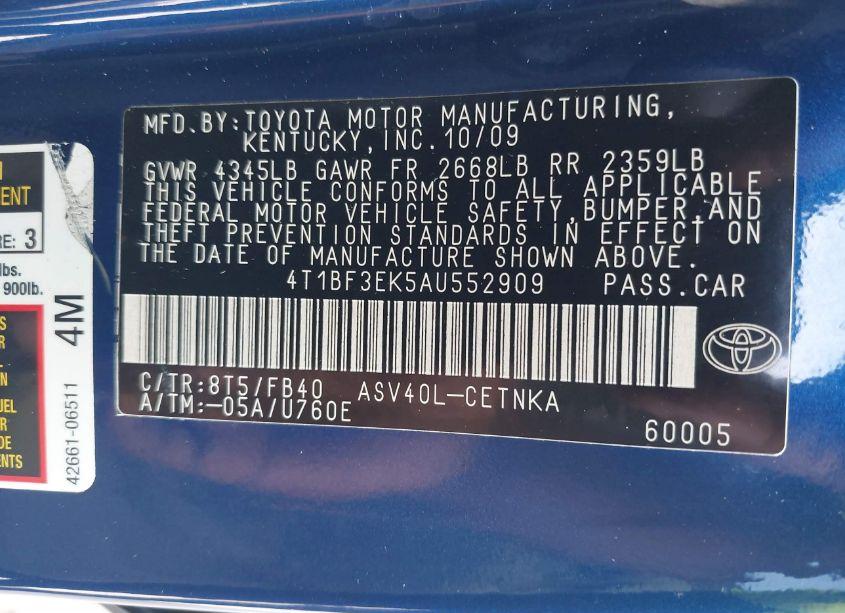 MFD.BY:TOYOTA MOTOR MANUFACTURING,
KENTUCKY,INC.10/09
GVWR 4345LB GAWR FR 2668LB RR 2359LB
THIS VEHICLE CONFORMS TO ALL APPLICABLE
FEDERAL MOTOR VEHICLE SAFETY,BUMPER,AND
THEFT PREVENTION STANDARDS IN EFFECT ON
THE DATE OF MANUFACTURE SHOWN ABOVE.
4T1BF3EK5AU552909 PASS.CAR
C/TR:8T5/FB40 ASV40L-CETNKA
A/TM:-05A/U760E
60005
RE: 3
lbs.
900lb.
4M
42661-06511